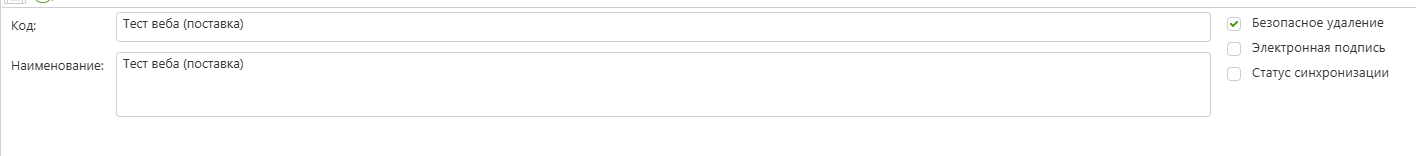 Код: Тест веба (поставка)
Наименование: Тест веба (поставка)
Безопасное удаление
Электронная подпись
Статус синхронизации